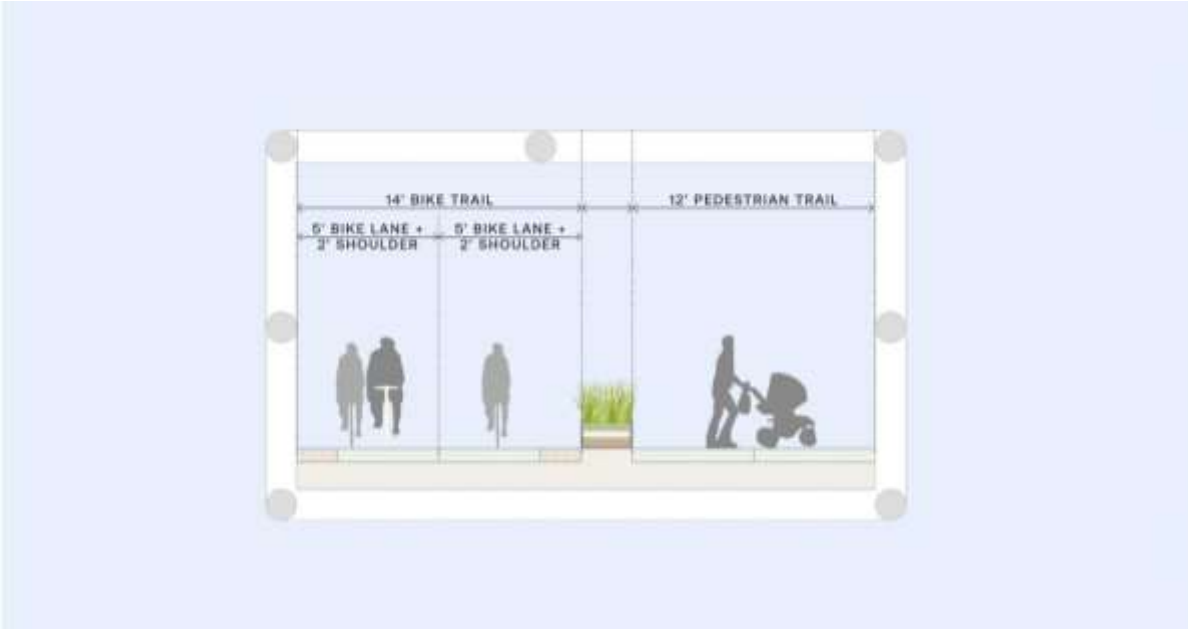 14' BIKE TRAIL
12' PEDESTRIAN TRAIL
5' BIKE LANE +
2' SHOULDER
5' BIKE LANE +
2' SHOULDER